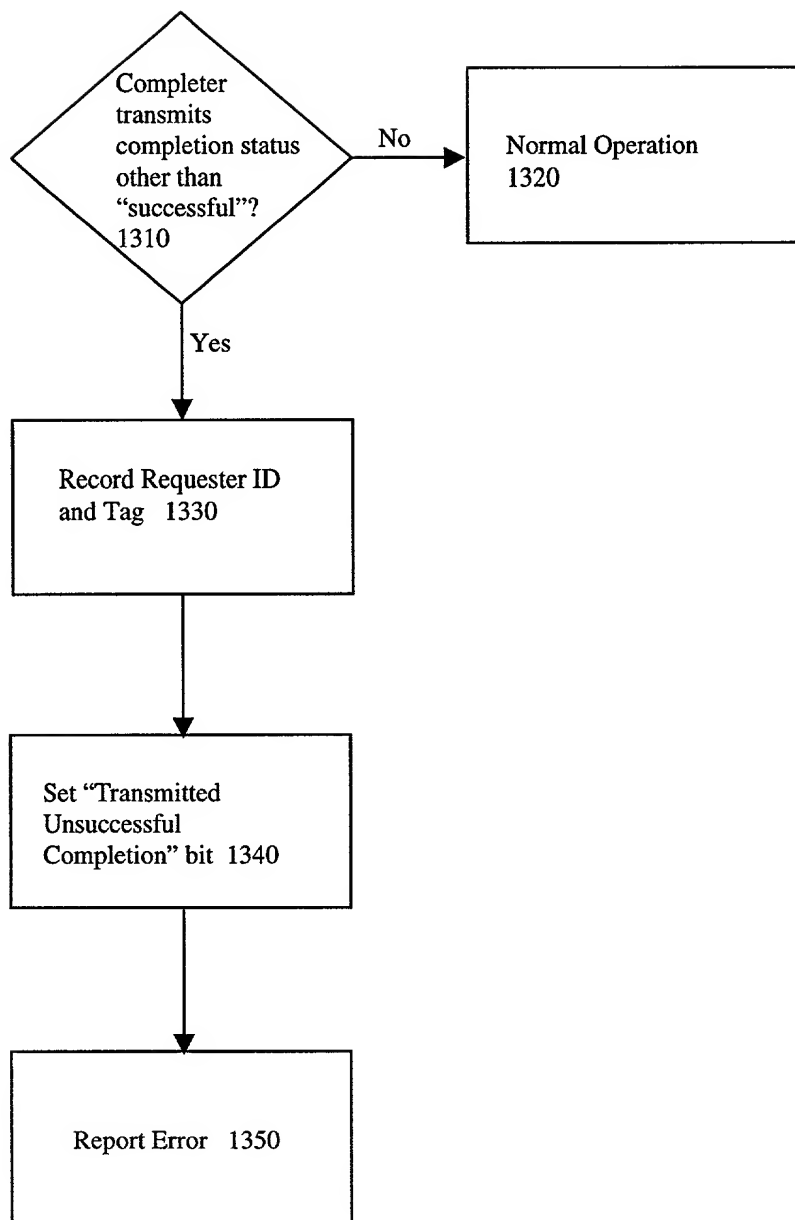 Completer
transmits
completion status
other than
“successful”?
1310
No
Normal Operation
1320
Yes
Record Requester ID
and Tag 1330
Set “Transmitted
Unsuccessful
Completion” bit 1340
Report Error 1350